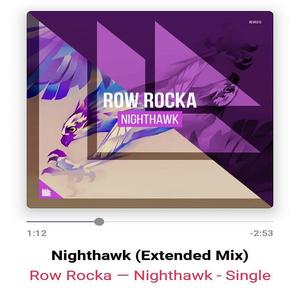 ROW ROCKA
NIGHTHAWK
1:12
-2:53
Nighthawk (Extended Mix)
Row Rocka — Nighthawk - Single